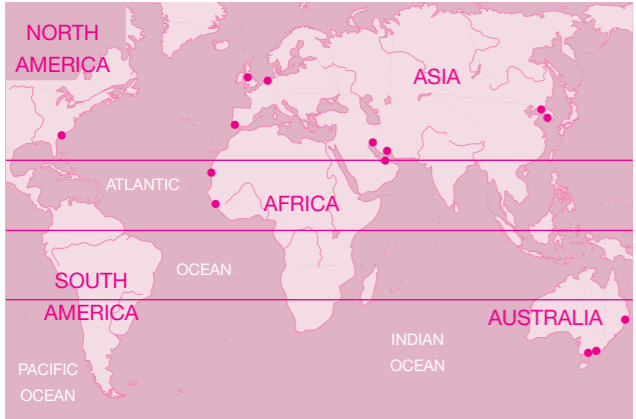 NORTH
AMERICA
ASIA
ATLANTIC
AFRICA
OCEAN
SOUTH
AMERICA
AUSTRALIA
INDIAN
OCEAN
PACIFIC
OCEAN